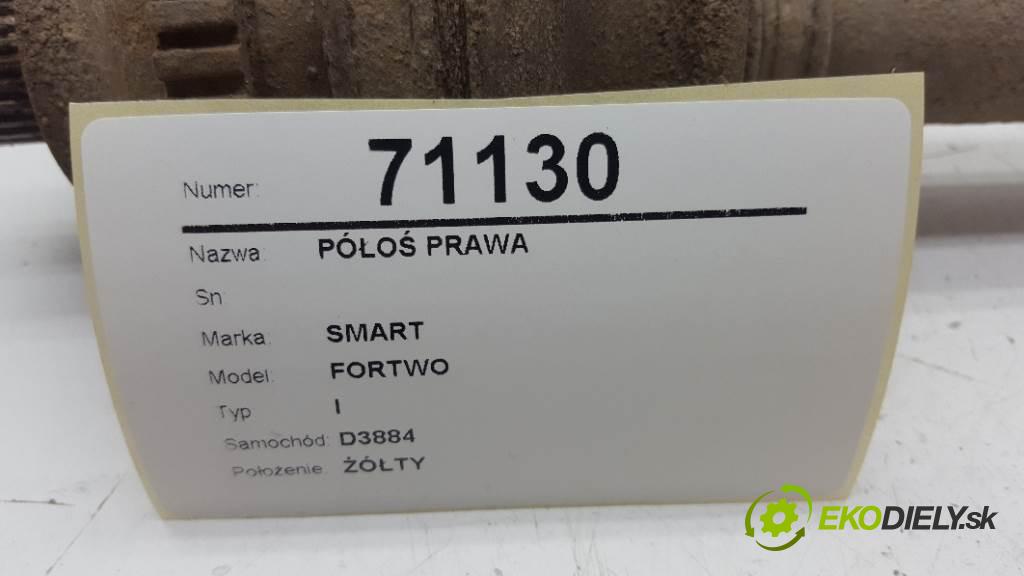 Numer: 71130
Nazwa: PÓŁOŚ PRAWA
Sn:
Marka: SMART
Model: FORTWO
Typ I
Samochód: D3884
Położenie: ŻÓŁTY
EKODIELY.sk